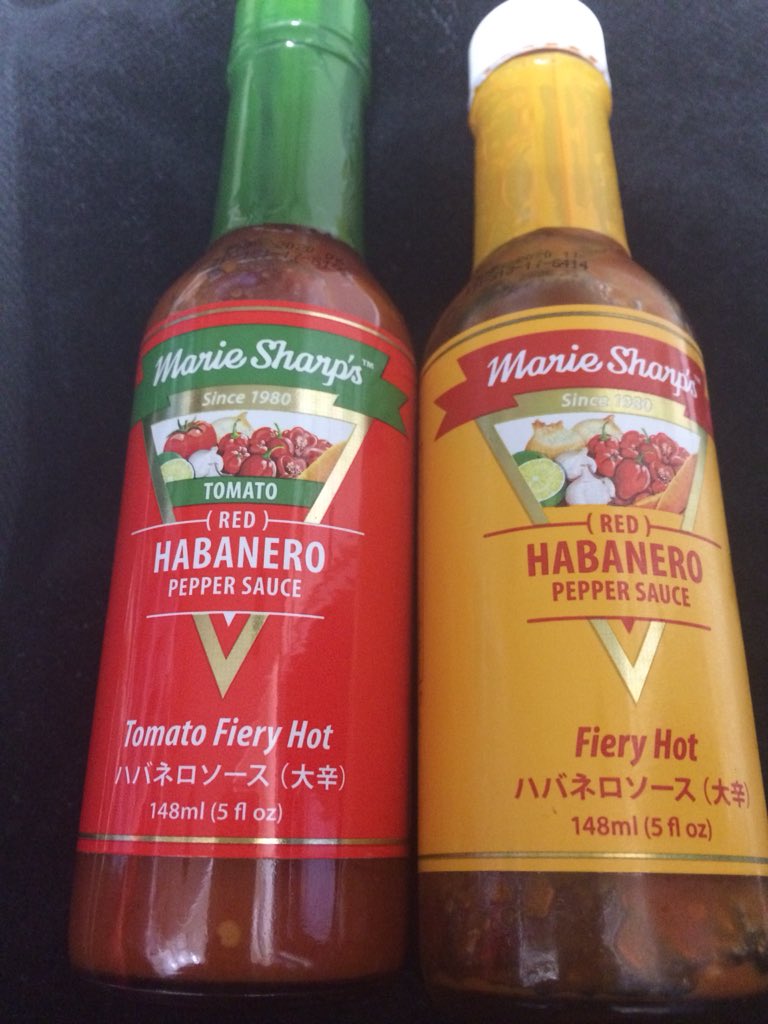 Marie Sharp's™
Since 1980
TOMATO
( RED )
HABANERO
PEPPER SAUCE
Tomato Fiery Hot
ハバネロソース（大辛）
148ml (5 fl oz)
Marie Sharp's
Since 1980
( RED )
HABANERO
PEPPER SAUCE
Fiery Hot
ハバネロソース（大辛）
148ml (5 fl oz)